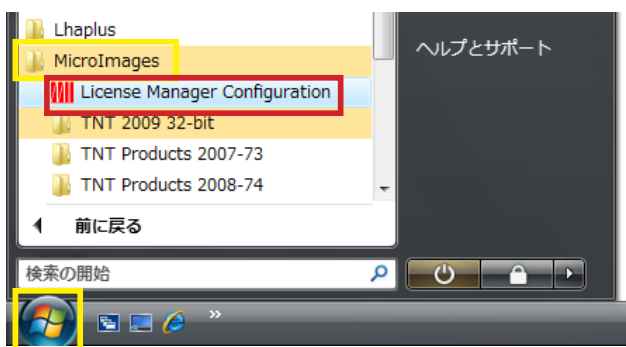 Lhaplus
MicroImages
License Manager Configuration
TNT 2009 32-bit
TNT Products 2007-73
TNT Products 2008-74
前に戻る
検索の開始
ヘルプとサポート